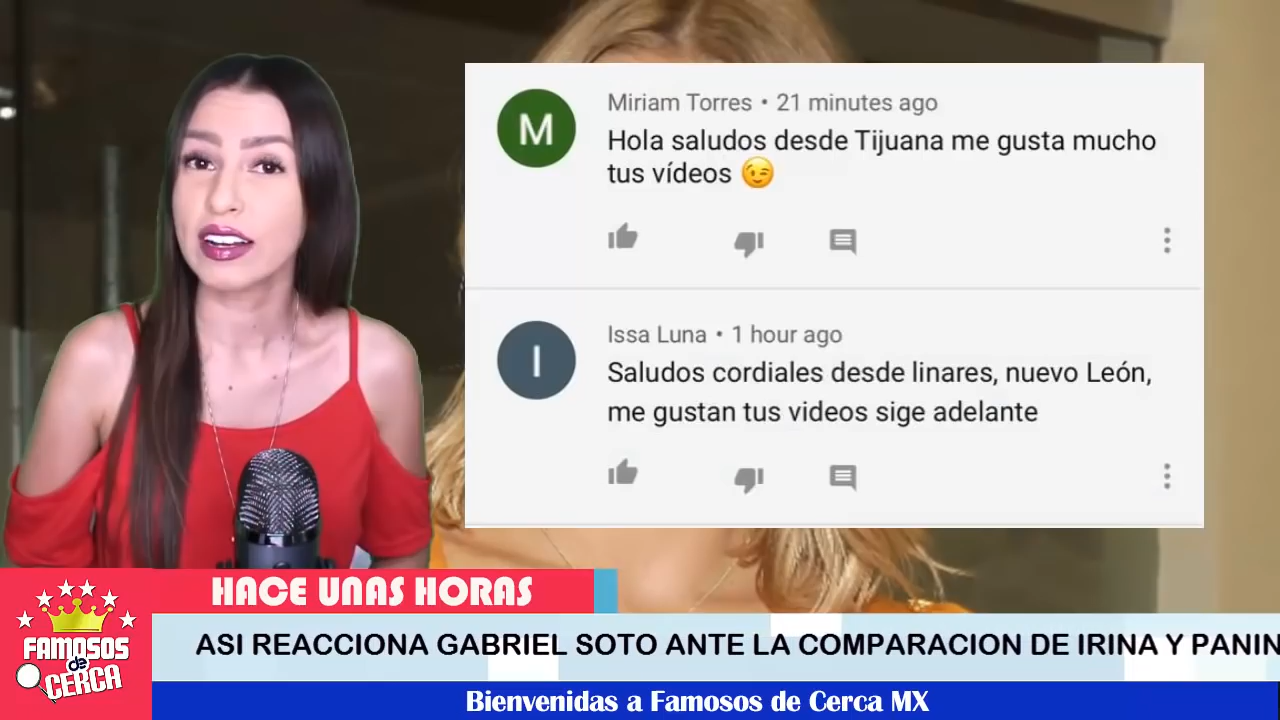 M
Miriam Torres • 21 minutes ago
Hola saludos desde Tijuana me gusta mucho
tus vídeos 😉
I
Issa Luna • 1 hour ago
Saludos cordiales desde linares, nuevo León,
me gustan tus videos sige adelante
HACE UNAS HORAS
FAMOSOS
de
CERCA
ASI REACCIONA GABRIEL SOTO ANTE LA COMPARACION DE IRINA Y PANIN
Bienvenidas a Famosos de Cerca MX